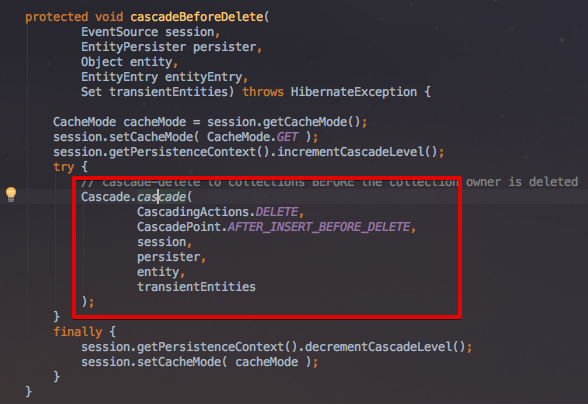 protected void cascadeBeforeDelete(
        EventSource session,
        EntityPersister persister,
        Object entity,
        EntityEntry entityEntry,
        Set transientEntities) throws HibernateException {
    CacheMode cacheMode = session.getCacheMode();
    session.setCacheMode( CacheMode.GET );
    session.getPersistenceContext().incrementCascadeLevel();
    try {
        // cascade-delete to collections BEFORE the collection owner is deleted
        Cascade.cascade(
                CascadingActions.DELETE,
                CascadePoint.AFTER_INSERT_BEFORE_DELETE,
                session,
                persister,
                entity,
                transientEntities
        );
    }
    finally {
        session.getPersistenceContext().decrementCascadeLevel();
        session.setCacheMode( cacheMode );
    }
}